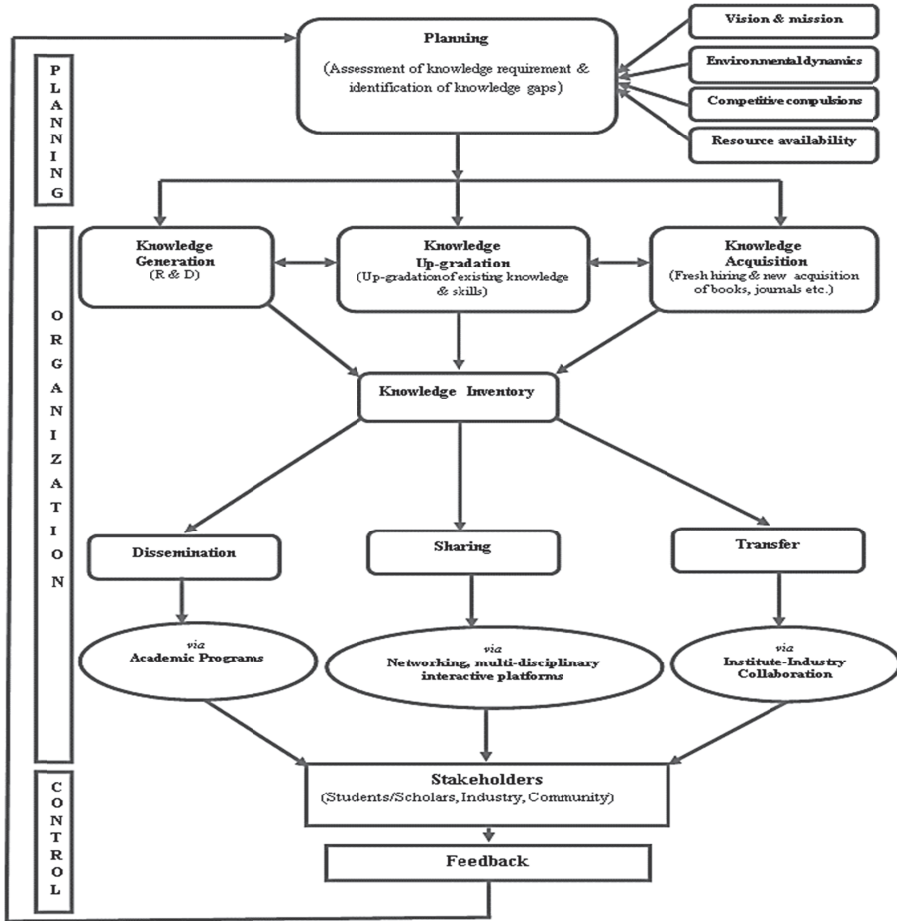 Vision & mission
Planning
(Assessment of knowledge requirement &
identification of knowledge gaps)
Environmental dynamics
Competitive compulsions
Resource availability
PLANNING
Knowledge
Generation
(R & D)
Knowledge
Up-gradation
(Up-gradation of existing knowledge
& skills)
Knowledge
Acquisition
(Fresh hiring & new acquisition
of books, journals etc.)
ORGANIZATION
Knowledge Inventory
Dissemination
Sharing
Transfer
via
Academic Programs
via
Networking, multi-disciplinary
interactive platforms
via
Institute-Industry
Collaboration
CONTROL
Stakeholders
(Students/Scholars, Industry, Community)
Feedback